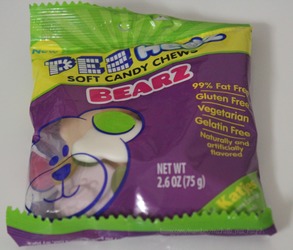 New
PEZ
SOFT CANDY CHEWS
BEARZ
99% Fat Free
Gluten Free
Vegetarian
Gelatin Free
Naturally and
artificially
flavored
NET WT
2.6 OZ (75 g)